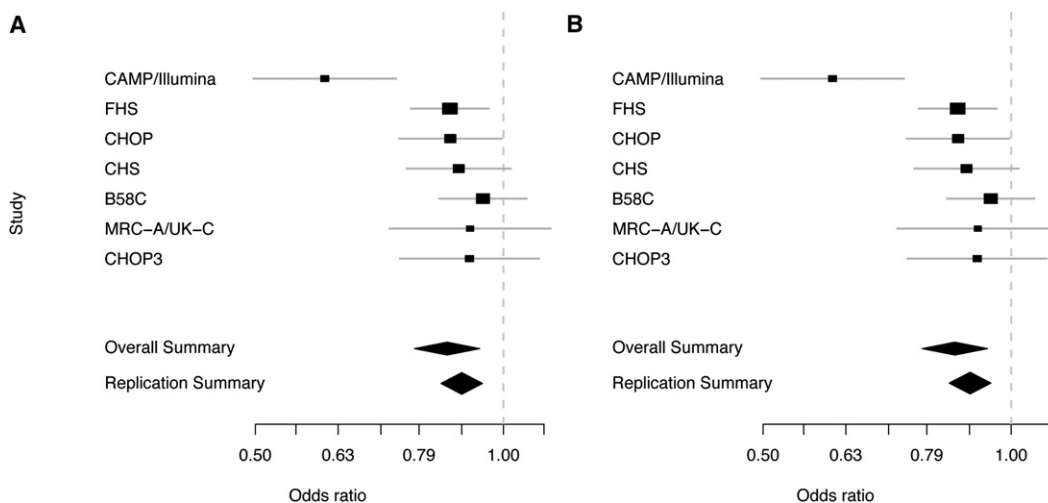 A
Study
CAMP/Illumina
FHS
CHOP
CHS
B58C
MRC−A/UK−C
CHOP3
Overall Summary
Replication Summary
0.50 0.63 0.79 1.00
Odds ratio
B
CAMP/Illumina
FHS
CHOP
CHS
B58C
MRC−A/UK−C
CHOP3
Overall Summary
Replication Summary
0.50 0.63 0.79 1.00
Odds ratio